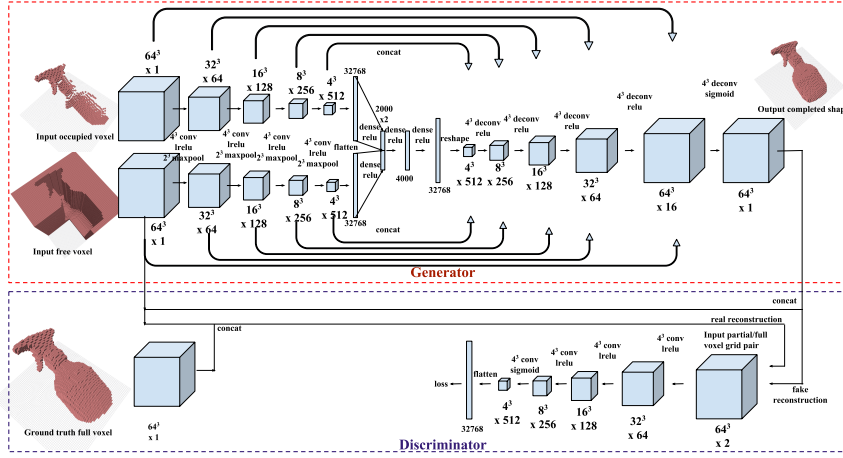 64³
x 1
32³
x 64
16³
x 128
8³
x 256
4³
x 512
concat
32768
2000
x2
Input occupied voxel
4³ conv
lrelu
2³ maxpool
4³ conv
lrelu
2³ maxpool
4³ conv
lrelu
2³ maxpool
4³ conv
lrelu
2³ maxpool
flatten
dense
relu
dense
relu
dense
relu
dense
relu
4000
32768
reshape
4³ deconv
relu
4³ deconv
relu
4³ deconv
relu
4³ deconv
relu
4³ deconv
sigmoid
Output completed shap
4³
x 512
8³
x 256
16³
x 128
32³
x 64
64³
x 16
64³
x 1
Input free voxel
64³
x 1
32³
x 64
16³
x 128
8³
x 256
4³
x 512
32768
concat
Generator
concat
real reconstruction
concat
Input partial/full
voxel grid pair
fake
reconstruction
4³ conv
lrelu
4³ conv
lrelu
4³ conv
lrelu
4³ conv
sigmoid
flatten
loss
Ground truth full voxel
64³
x 1
32768
4³
x 512
8³
x 256
16³
x 128
32³
x 64
64³
x 2
Discriminator